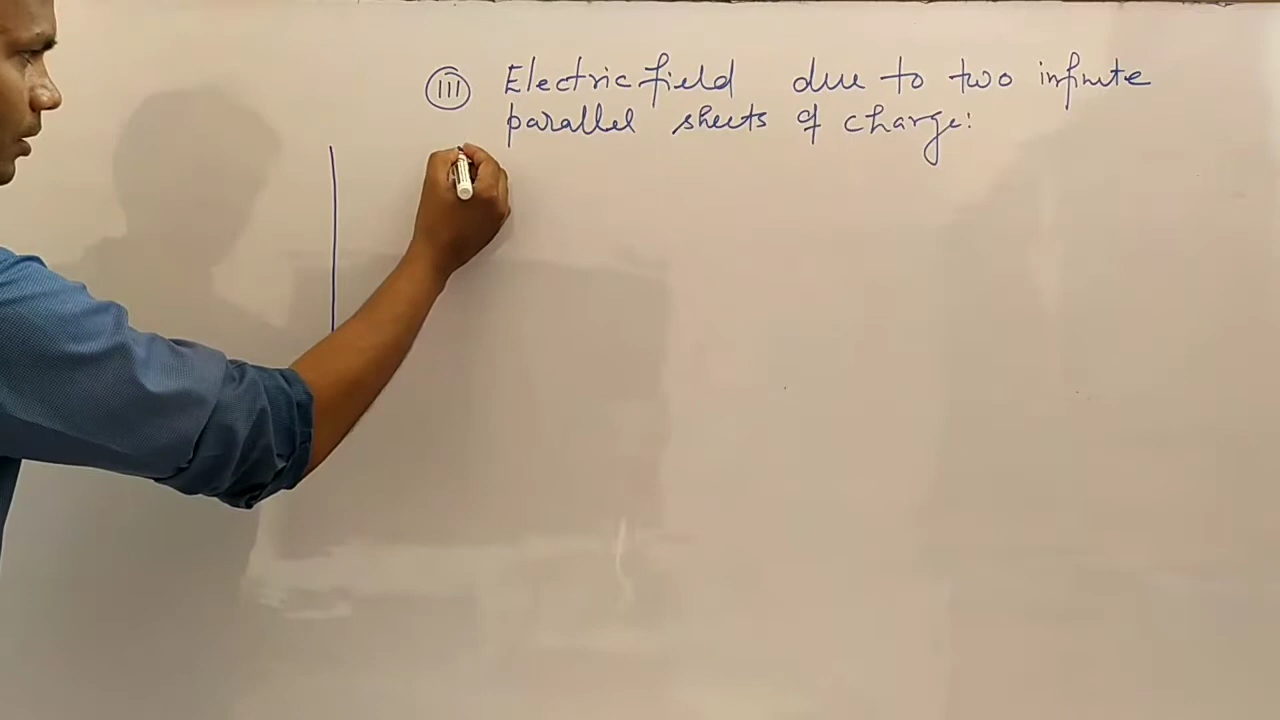 (III) Electric field due to two infinite
parallel sheets of charge: